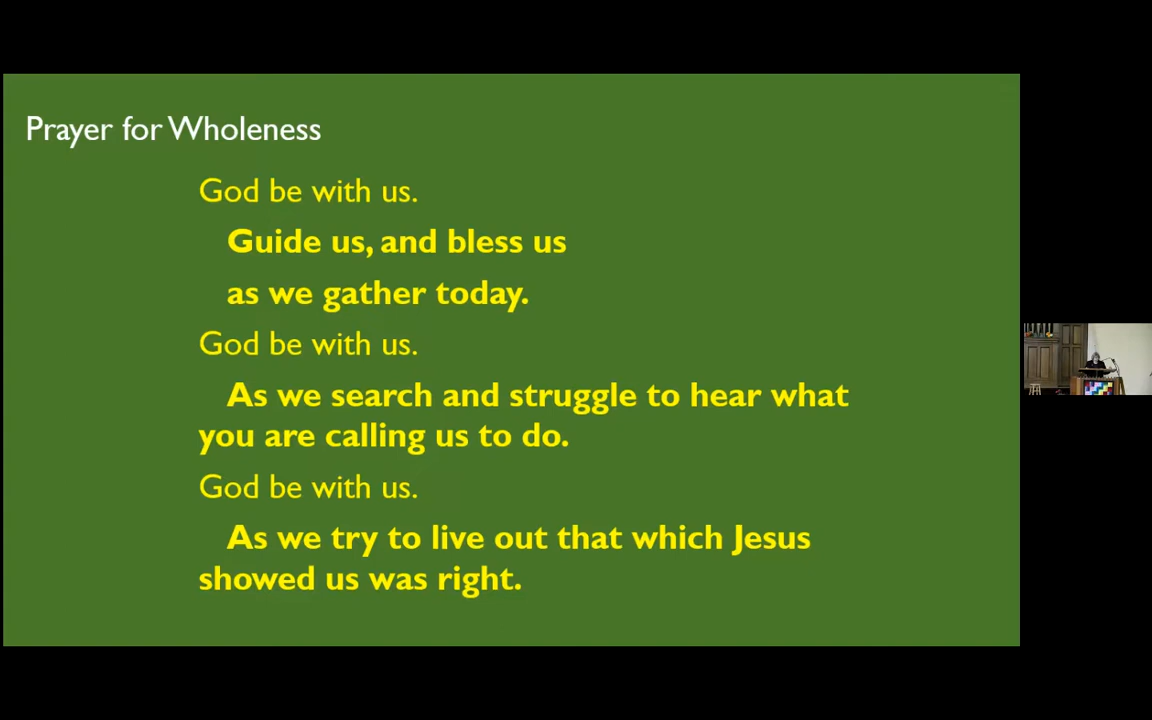 Prayer for Wholeness
God be with us.
Guide us, and bless us
as we gather today.
God be with us.
As we search and struggle to hear what
you are calling us to do.
God be with us.
As we try to live out that which Jesus
showed us was right.